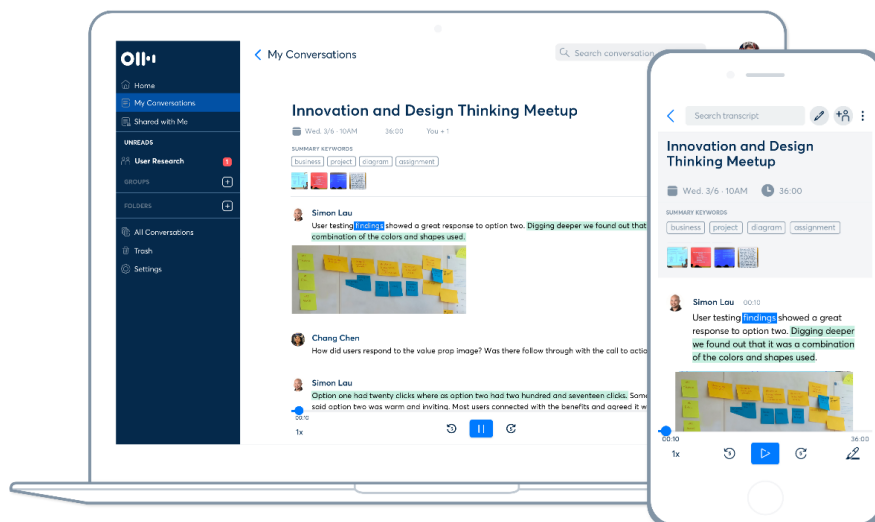 My Conversations
Search conversation
Home
My Conversations
Shared with Me
UNREADS
User Research
1
GROUPS
FOLDERS
All Conversations
Trash
Settings
Innovation and Design Thinking Meetup
Wed. 3/6 · 10AM 36:00 You + 1
SUMMARY KEYWORDS
business project diagram assignment
Simon Lau
User testing findings showed a great response to option two. Digging deeper we found out that
combination of the colors and shapes used.
Chang Chen
How did users respond to the value prop image? Was there follow through with the call to actio
Simon Lau
Option one had twenty clicks where as option two had two hundred and seventeen clicks. Som
said option two was warm and inviting. Most users connected with the benefits and agreed it w
00:10
1x
Search transcript
Innovation and Design
Thinking Meetup
Wed. 3/6 · 10AM 36:00
SUMMARY KEYWORDS
business project diagram assignment
Simon Lau 00:10
User testing findings showed a great
response to option two. Digging deeper
we found out that it was a combination
of the colors and shapes used.
00:10 36:00
1x 5 5